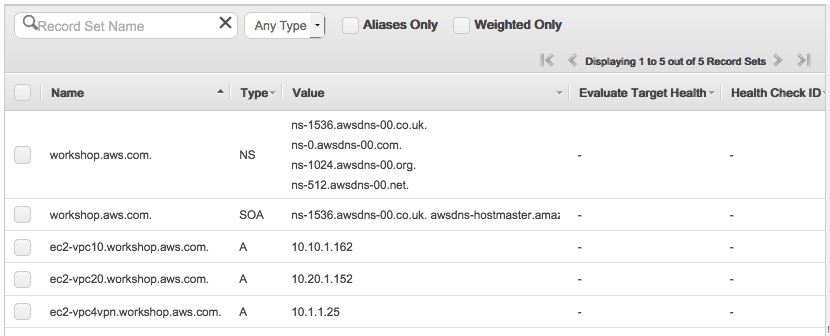 Record Set Name X Any Type Aliases Only Weighted Only
Displaying 1 to 5 out of 5 Record Sets
Name Type Value Evaluate Target Health Health Check ID
ns-1536.awsdns-00.co.uk.
ns-0.awsdns-00.com.
workshop.aws.com. NS - -
ns-1024.awsdns-00.org.
ns-512.awsdns-00.net.
workshop.aws.com. SOA ns-1536.awsdns-00.co.uk. awsdns-hostmaster.amaz - -
ec2-vpc10.workshop.aws.com. A 10.10.1.162 - -
ec2-vpc20.workshop.aws.com. A 10.20.1.152 - -
ec2-vpc4vpn.workshop.aws.com. A 10.1.1.25 - -